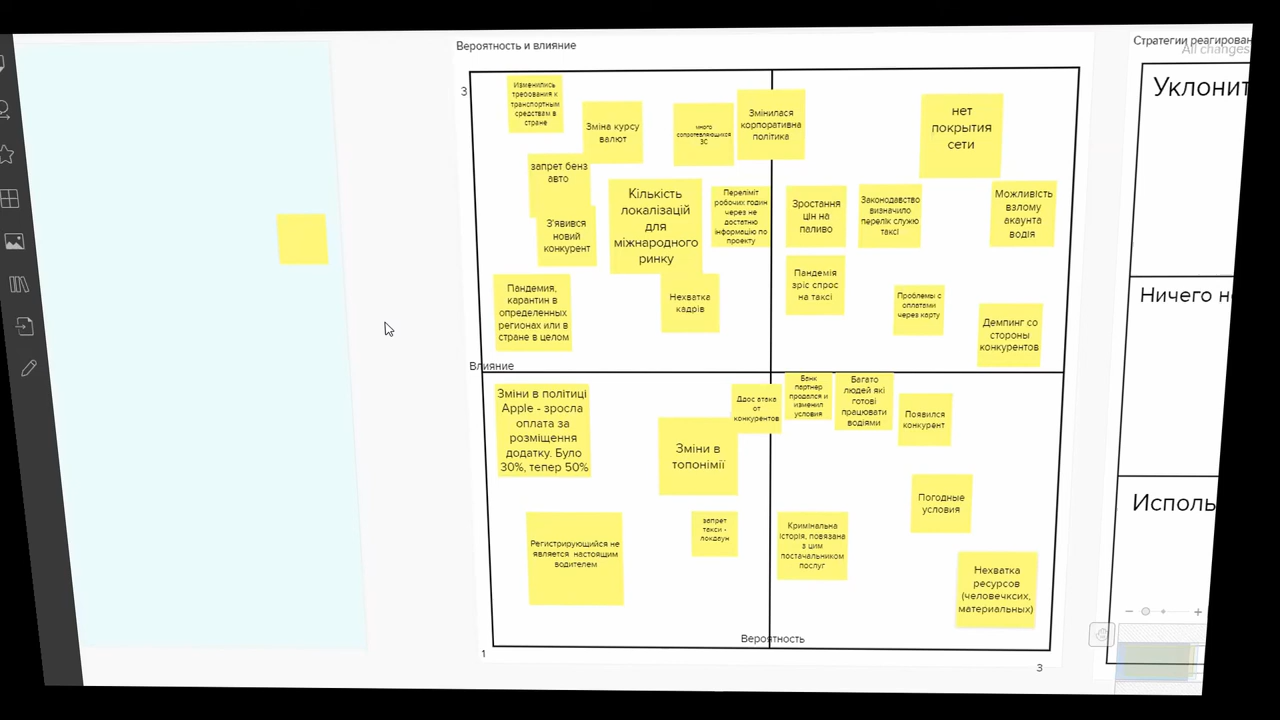 Вероятность и влияние
Стратегии реагирован
All changes
3
Изменились
требования к
транспортным
средствам в
стране
Зміна курсу
валют
много
сопротевляющихся
ЗС
Змінилася
корпоративна
політика
нет
покрытия
сети
Уклонит
запрет бенз
авто
Кількість
локалізацій
для
міжнародного
ринку
Переліміт
робочих годин
через не
достатню
інформацію по
проекту
Зростання
цін на
паливо
Законодавство
визначило
перелік служю
таксі
Можливість
взлому
акаунта
водія
З'явився
новий
конкурент
Пандемия,
карантин в
определенных
регионах или в
стране в целом
Нехватка
кадрів
Пандемія
зріс спрос
на таксі
Проблемы с
оплатами
через карту
Демпинг со
стороны
конкурентов
Ничего н
Влияние
Зміни в політиці
Apple - зросла
оплата за
розміщення
додатку. Було
30%, тепер 50%
Ддос атака
от
конкурентов
Банк
партнер
продался и
изменил
условия
Багато
людей які
готові
працювати
водіями
Появился
конкурент
Зміни в
топонімії
Погодные
условия
Исполь
Регистрирующийся не
является настоящим
водителем
запрет
такси -
локдаун
Кримінальна
історія, повязана
з цим
постачальником
послуг
Нехватка
ресурсов
(человечксих,
материальных)
Вероятность
1
3